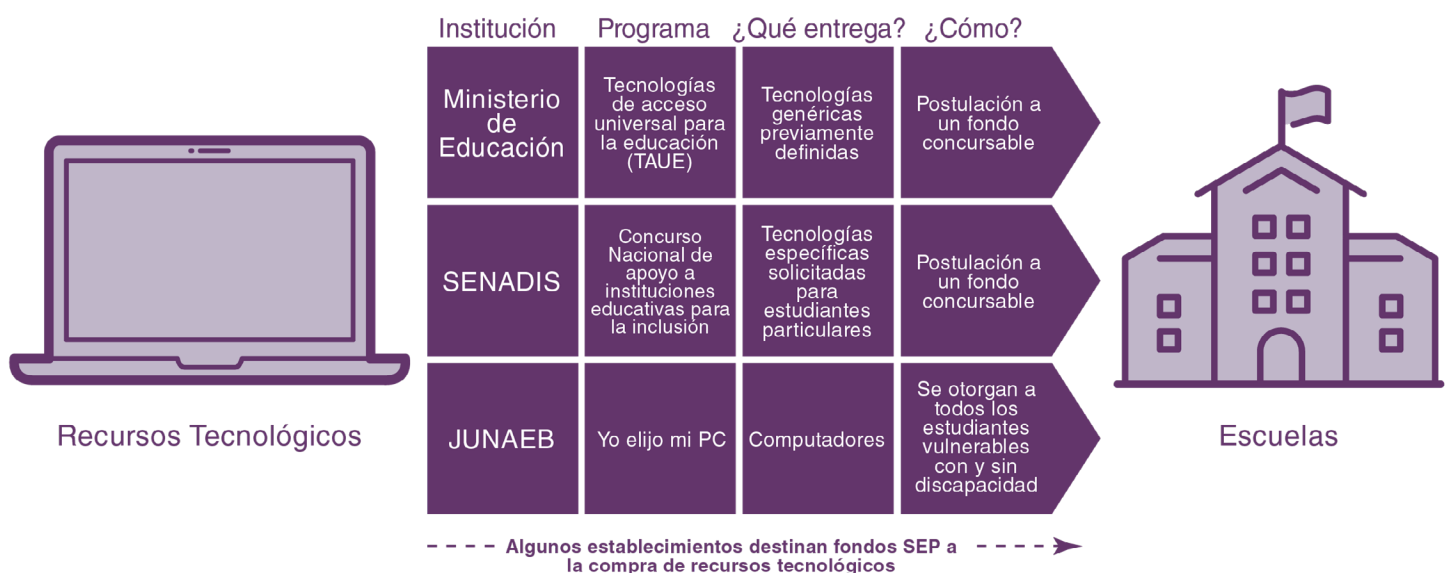 Institución
Programa
¿Qué entrega?
¿Cómo?
Ministerio
de
Educación
Tecnologías
de acceso
universal para
la educación
(TAUE)
Tecnologías
genéricas
previamente
definidas
Postulación a
un fondo
concursable
SENADIS
Concurso
Nacional de
apoyo a
instituciones
educativas para
la inclusión
Tecnologías
específicas
solicitadas
para
estudiantes
particulares
Postulación a
un fondo
concursable
JUNAEB
Yo elijo mi PC
Computadores
Se otorgan a
todos los
estudiantes
vulnerables
con y sin
discapacidad
Recursos Tecnológicos
Escuelas
Algunos establecimientos destinan fondos SEP a
la compra de recursos tecnológicos